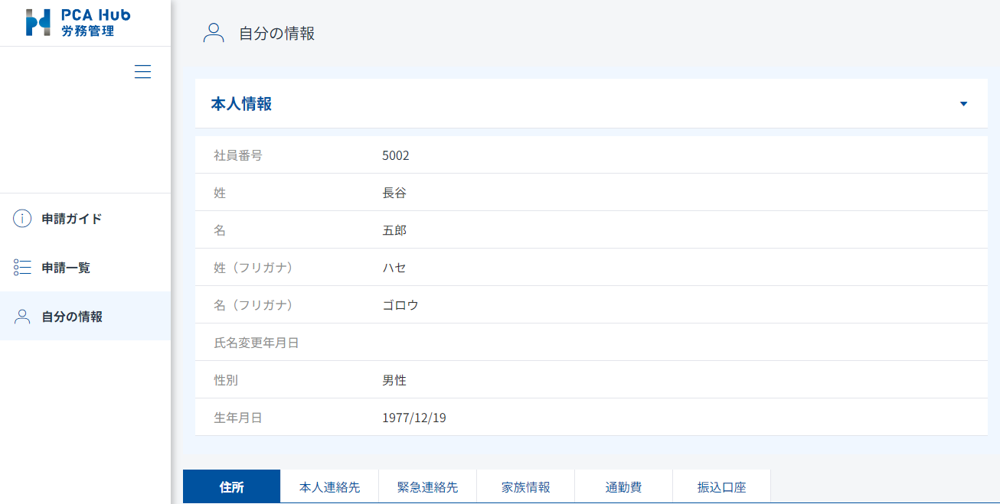 PCA Hub
労務管理
自分の情報
本人情報
社員番号 5002
姓 長谷
名 五郎
姓（フリガナ） ハセ
名（フリガナ） ゴロウ
氏名変更年月日
性別 男性
生年月日 1977/12/19
申請ガイド
申請一覧
自分の情報
住所 本人連絡先 緊急連絡先 家族情報 通勤費 振込口座